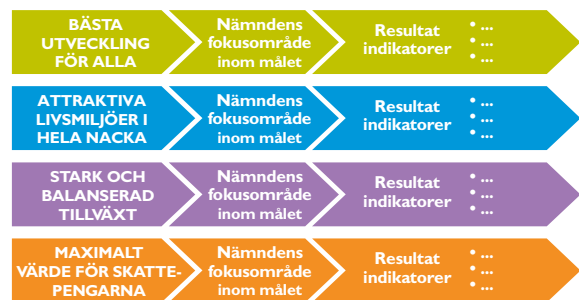 BÄSTA
UTVECKLING
FÖR ALLA
Nämndens
fokusområde
inom målet
Resultat
indikatorer
• ...
• ...
• ...
ATTRAKTIVA
LIVSMILJÖER I
HELA NACKA
Nämndens
fokusområde
inom målet
Resultat
indikatorer
• ...
• ...
• ...
STARK OCH
BALANSERAD
TILLVÄXT
Nämndens
fokusområde
inom målet
Resultat
indikatorer
• ...
• ...
• ...
MAXIMALT
VÄRDE FÖR SKATTE-
PENGARNA
Nämndens
fokusområde
inom målet
Resultat
indikatorer
• ...
• ...
• ...